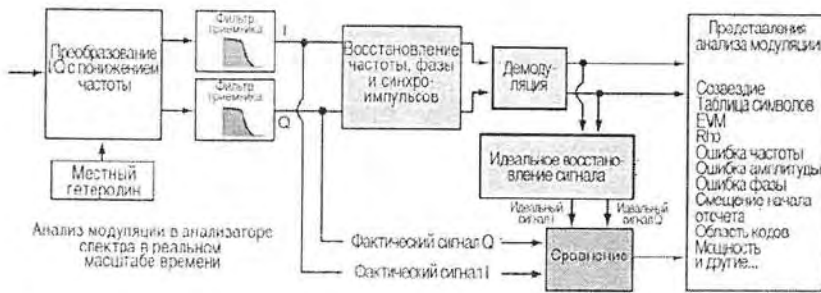 Преобразование
I/Q с понижением
частоты
Местный
гетеродин
Фильтр
приемника
I
Фильтр
приемника
Q
Восстановление
частоты, фазы
и синхро-
импульсов
Демоду-
ляция
Идеальное восстано-
вление сигнала
Идеальный
сигнал I
Идеальный
сигнал Q
Фактический сигнал Q
Фактический сигнал I
Сравнение
Представления
анализа модуляции
Созвездие
Таблица символов
EVM
Rho
Ошибка частоты
Ошибка амплитуды
Ошибка фазы
Смещение начала
отсчета
Область кодов
Мощность
и другие...
Анализ модуляции в анализаторе
спектра в реальном
масштабе времени